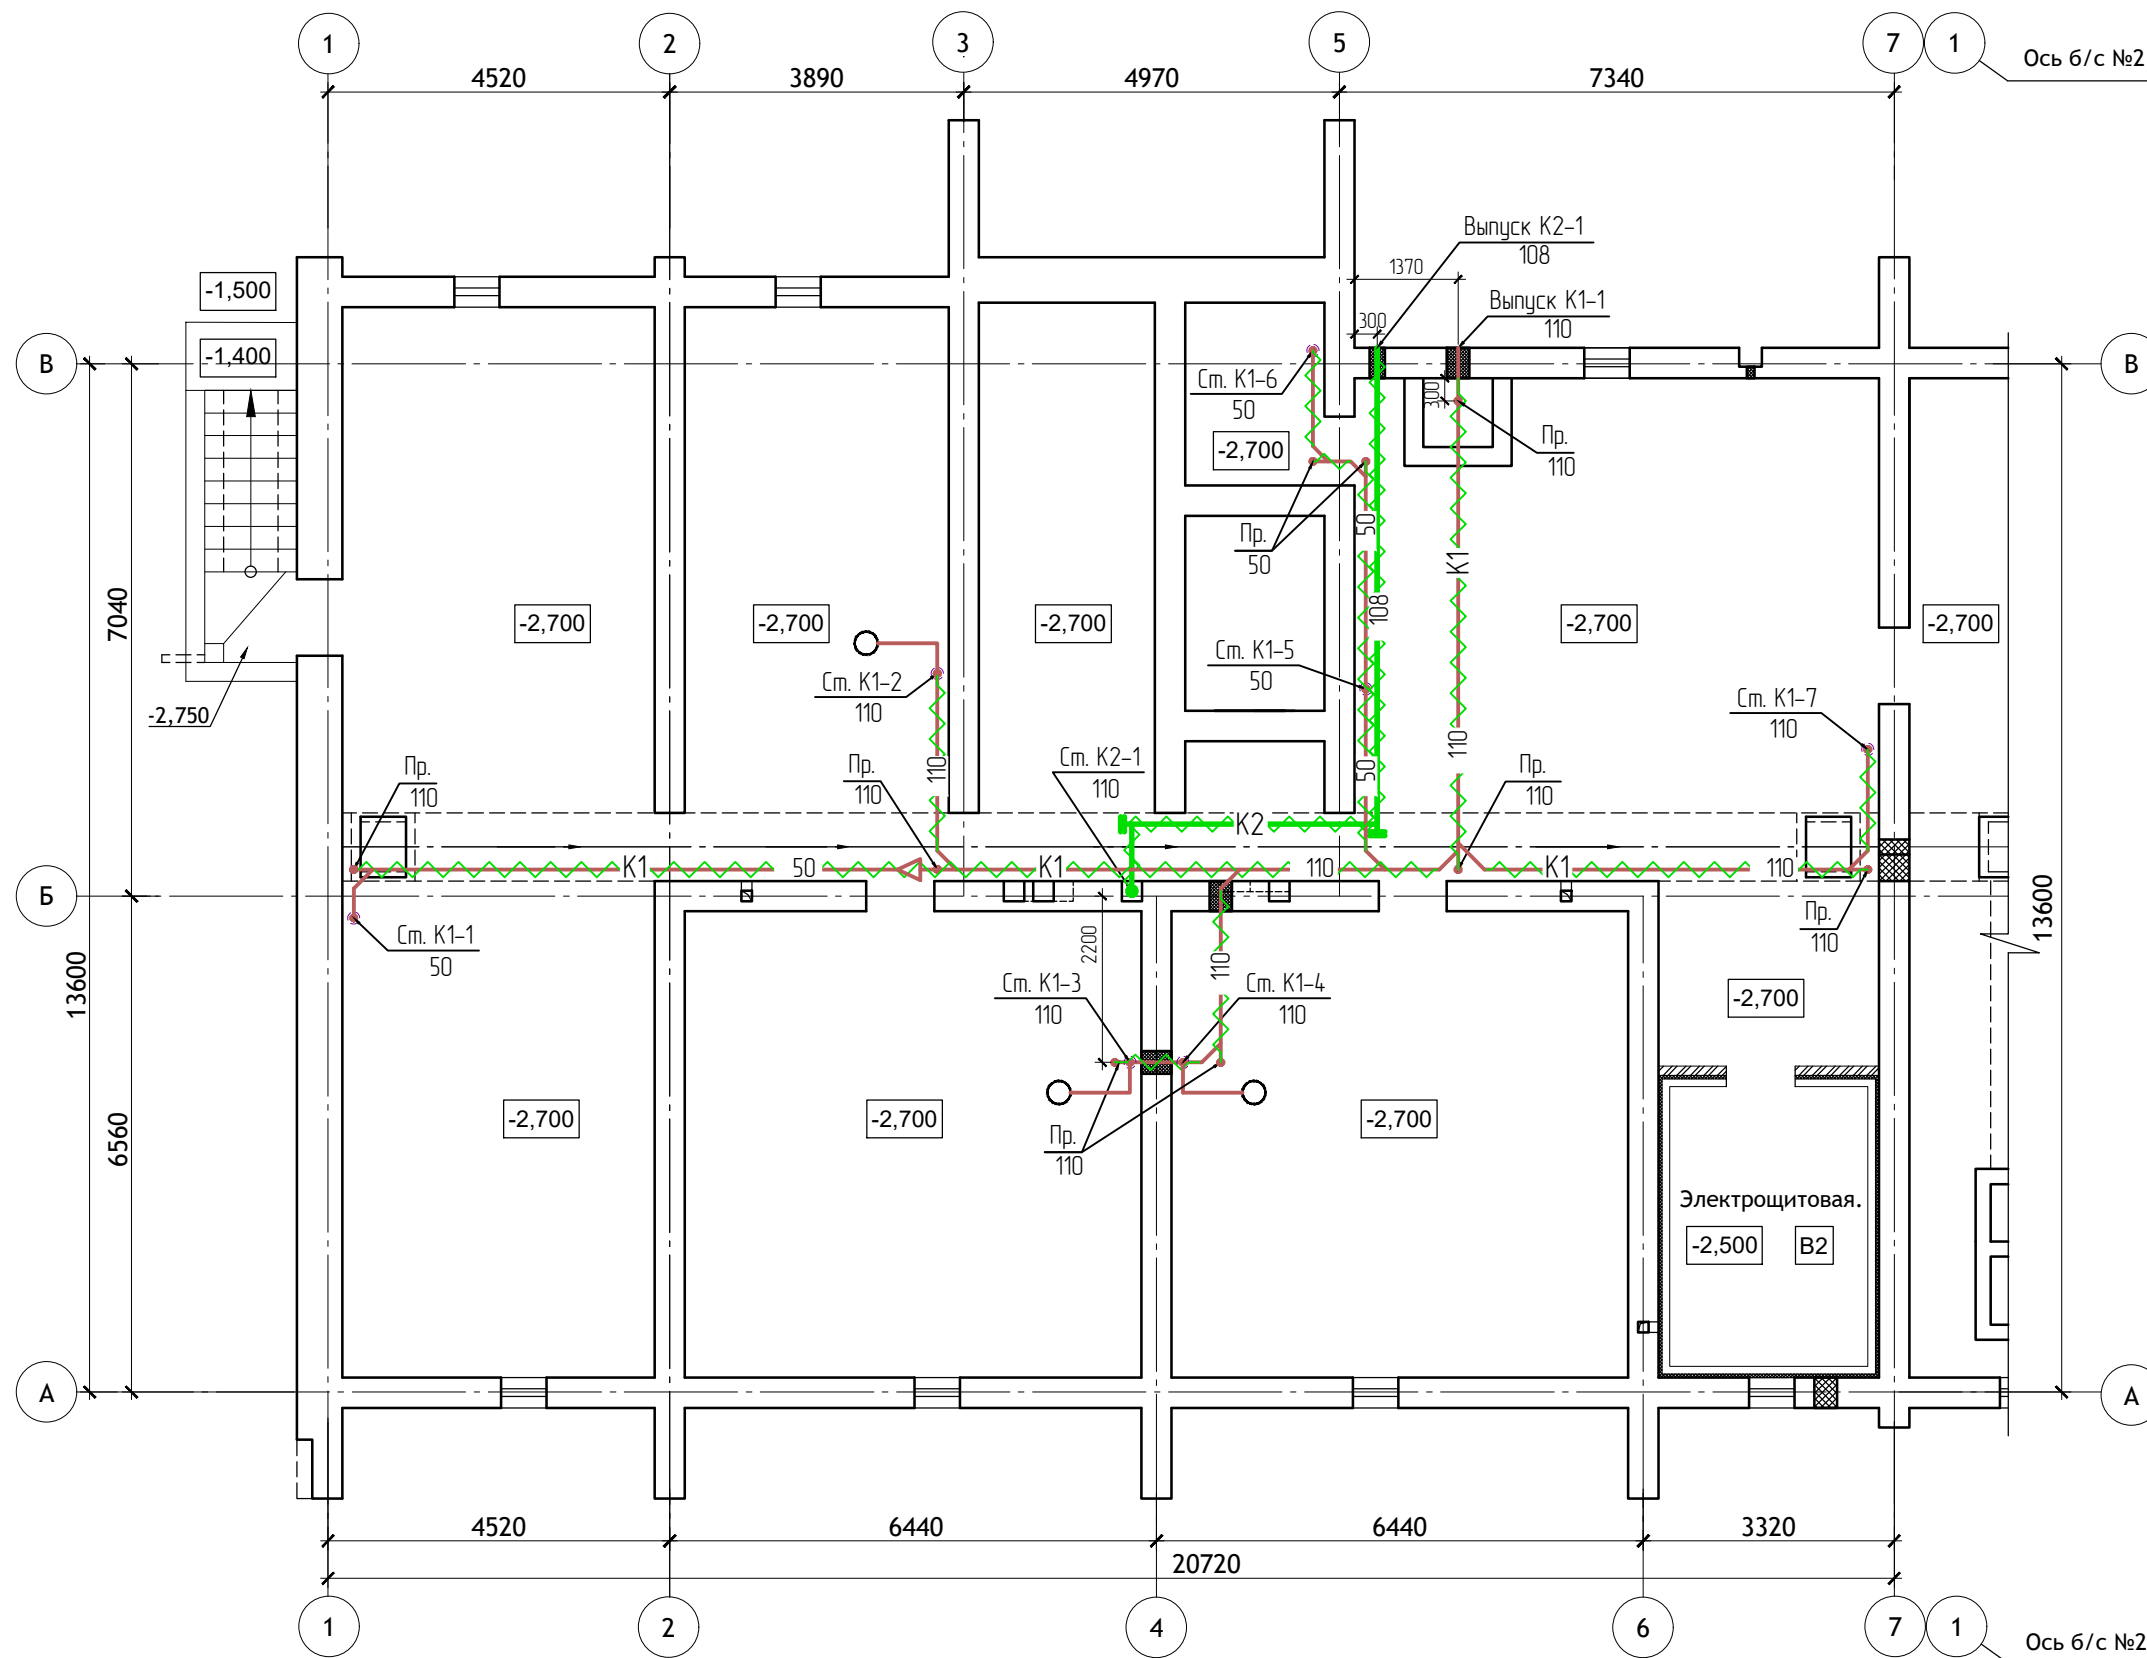 1
2
3
5
7
1
Ось б/с №2
4520
3890
4970
7340
Выпуск К2-1
108
1370
Выпуск К1-1
110
300
-1,500
-1,400
В
В
Ст. К1-6
50
300
Пр.
110
-2,700
Пр.
50
50
К1
108
7040
-2,700
-2,700
-2,700
-2,700
-2,700
Ст. К1-5
50
Ст. К1-2
110
-2,750
Ст. К1-7
110
Пр.
110
Пр.
110
110
Ст. К2-1
110
50
110
Пр.
110
К2
К1
50
К1
110
К1
110
Б
Ст. К1-1
50
2200
110
Пр.
110
13600
13600
Ст. К1-3
110
Ст. К1-4
110
-2,700
6560
-2,700
-2,700
-2,700
Пр.
110
Электрощитовая.
-2,500
В2
А
А
4520
6440
6440
3320
20720
1
2
4
6
7
1
Ось б/с №2